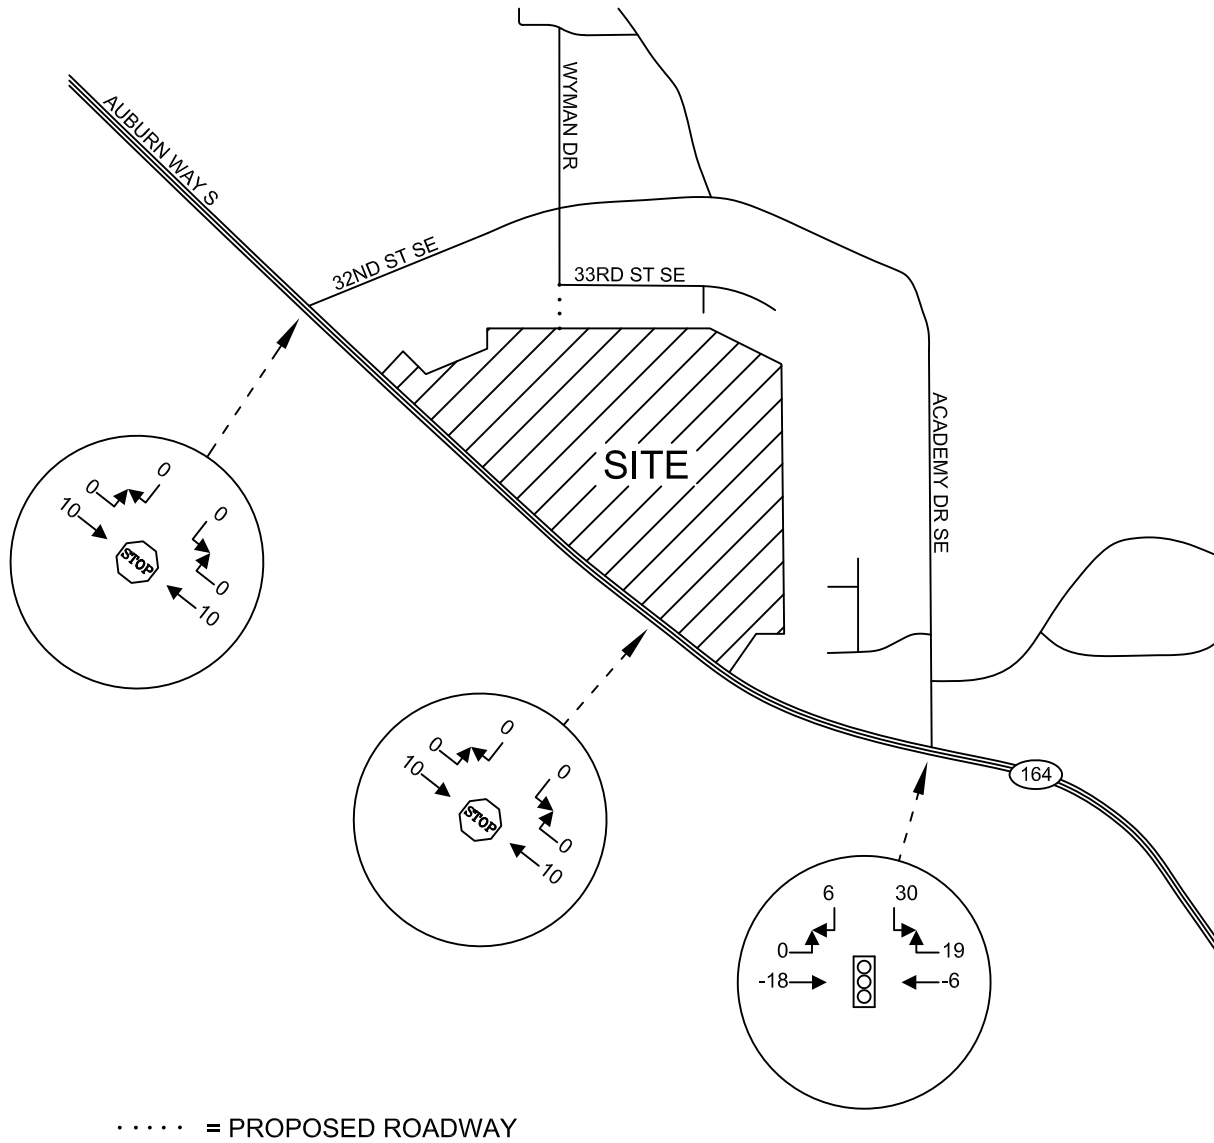 WYMAN DR
AUBURN WAY S
32ND ST SE
33RD ST SE
ACADEMY DR SE
SITE
0
0
10
0
STOP
0
10
0
0
10
0
STOP
0
10
164
6
30
0
19
-18
-6
..... = PROPOSED ROADWAY